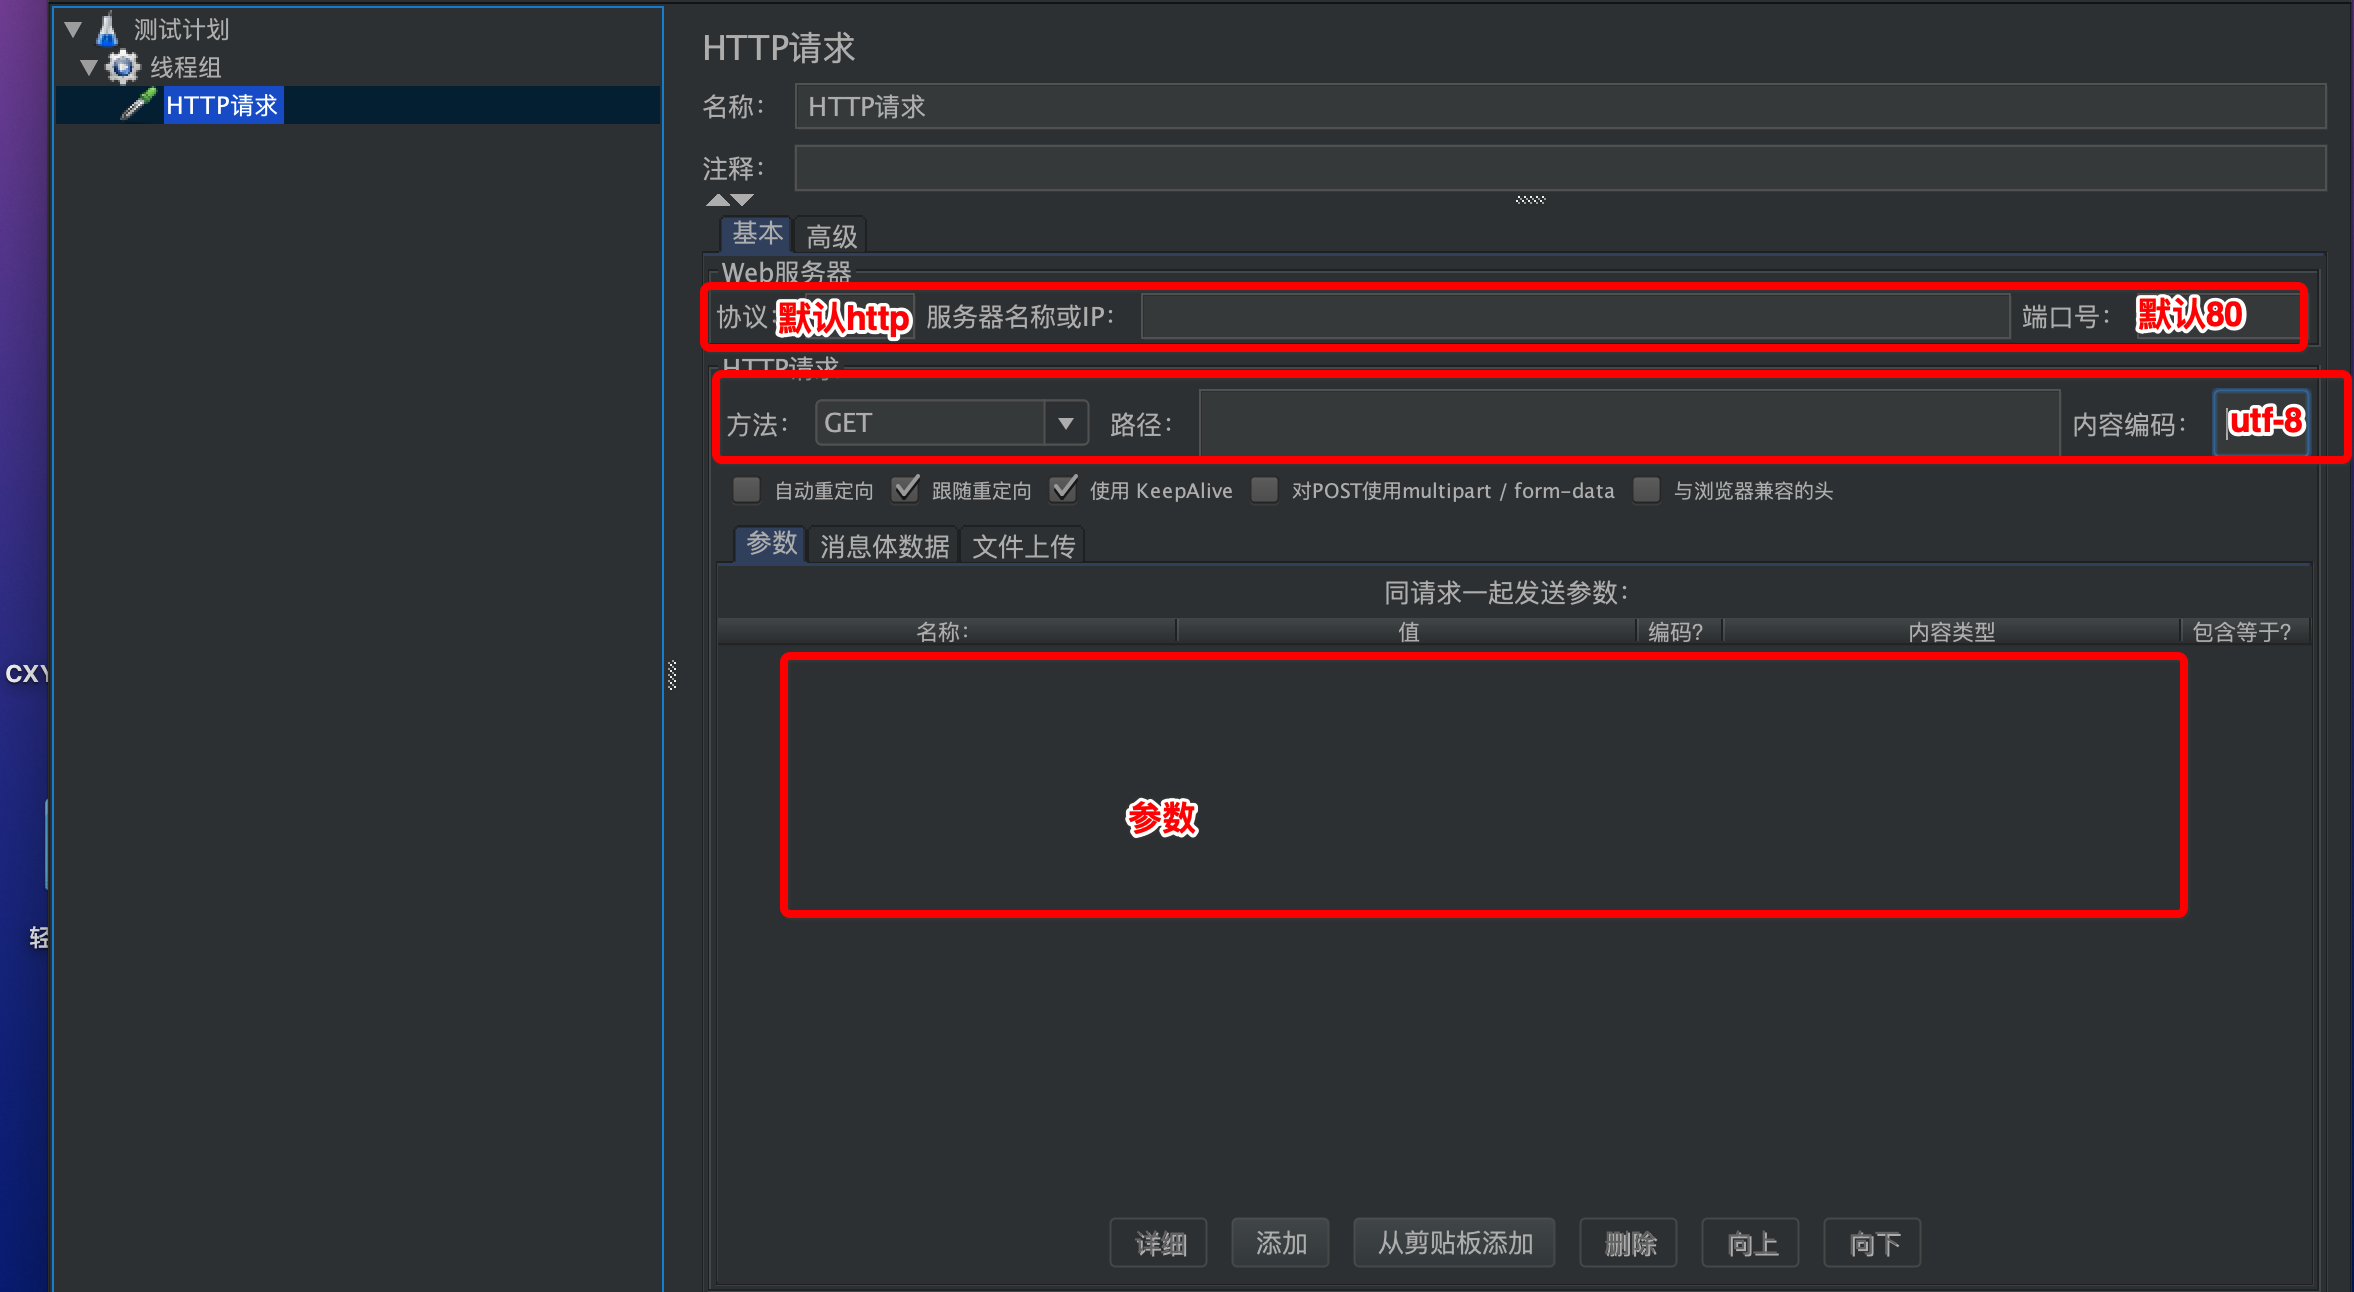 测试计划
线程组
HTTP请求
HTTP请求
名称: HTTP请求
注释:
基本 高级
Web服务器
协议: 默认http 服务器名称或IP: 端口号: 默认80
HTTP请求
方法: GET 路径: 内容编码: utf-8
自动重定向 跟随重定向 使用 KeepAlive 对POST使用multipart / form-data 与浏览器兼容的头
参数 消息体数据 文件上传
同请求一起发送参数:
名称: 值 编码? 内容类型 包含等于?
CXY
参数
轻
详细 添加 从剪贴板添加 删除 向上 向下